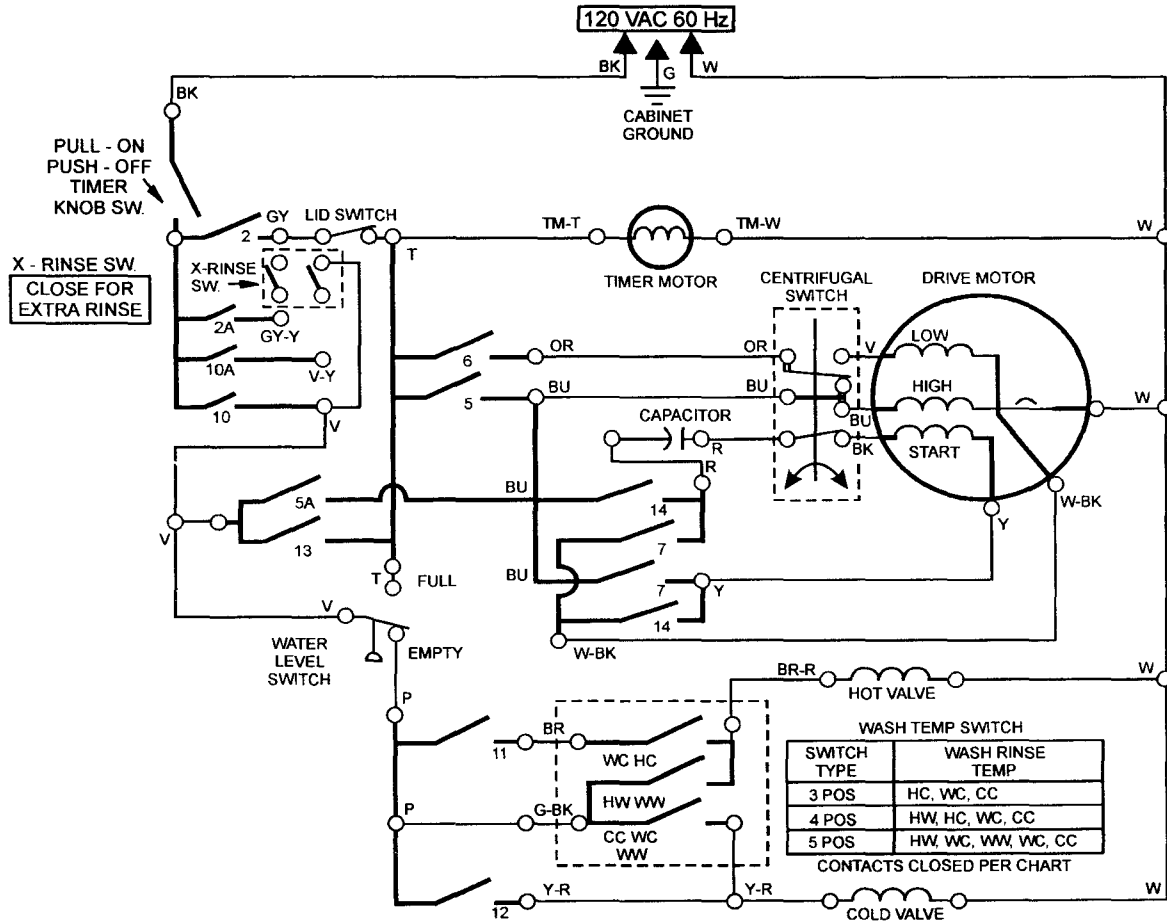 120 VAC 60 Hz
BK
G
W
CABINET
GROUND
BK
PULL - ON
PUSH - OFF
TIMER
KNOB SW.
GY
LID SWITCH
2
T
TM-T
TM-W
W
TIMER MOTOR
X - RINSE SW.
CLOSE FOR
EXTRA RINSE
X-RINSE
SW.
CENTRIFUGAL
SWITCH
DRIVE MOTOR
2A
GY-Y
6
OR
OR
V
LOW
10A
V-Y
5
BU
BU
HIGH
W
10
V
CAPACITOR
BU
R
BK
START
R
5A
BU
14
W-BK
Y
V
13
7
T
FULL
BU
7
Y
V
14
WATER
LEVEL
SWITCH
EMPTY
W-BK
BR-R
HOT VALVE
W
P
WASH TEMP SWITCH
11
BR
WC HC
SWITCH
TYPE
WASH RINSE
TEMP
3 POS
HC, WC, CC
P
G-BK
HW WW
4 POS
HW, HC, WC, CC
CC WC
WW
5 POS
HW, WC, WW, WC, CC
CONTACTS CLOSED PER CHART
12
Y-R
Y-R
COLD VALVE
W